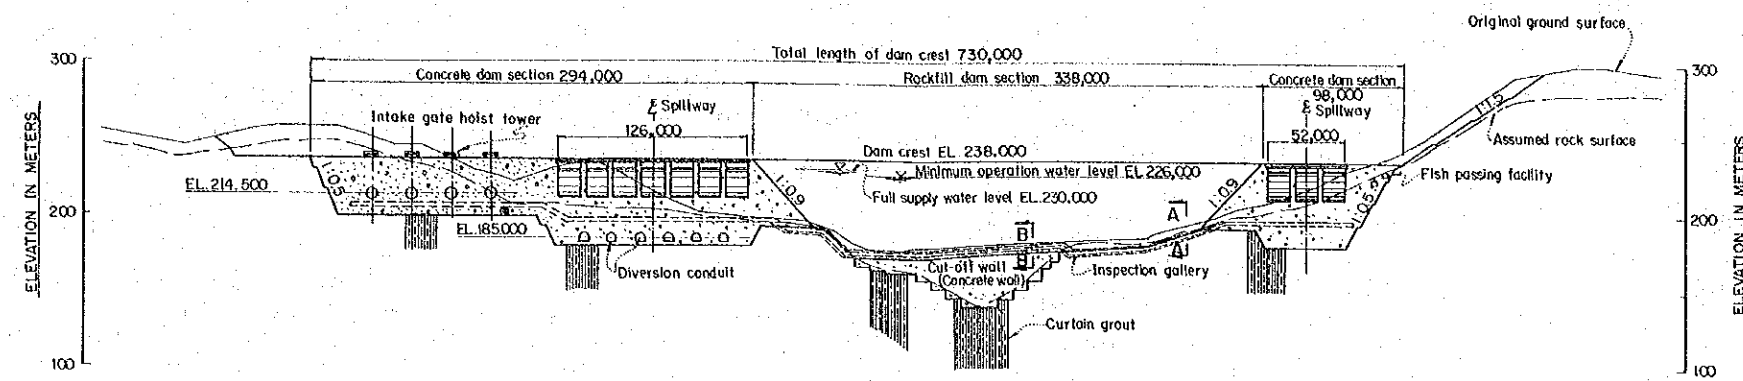 Original ground surface
Total length of dam crest 730,000
300
300
Concrete dam section 294,000
Rockfill dam section 338,000
Concrete dam section
98,000
℄ Spillway
℄ Spillway
1:1.5
Intake gate hoist tower
126,000
52,000
Assumed rock surface
Dam crest EL. 238,000
Minimum operation water level EL.226,000
Fish passing facility
EL.214,500
1:0.5
Full supply water level EL.230,000
1:0.9
1:0.9
1:0.5
200
200
A
EL.185.000
B
A
B
Diversion conduit
Cut-off wall
(Concrete wall)
Inspection gallery
Curtain grout
100
100
ELEVATION IN METERS
ELEVATION IN METERS